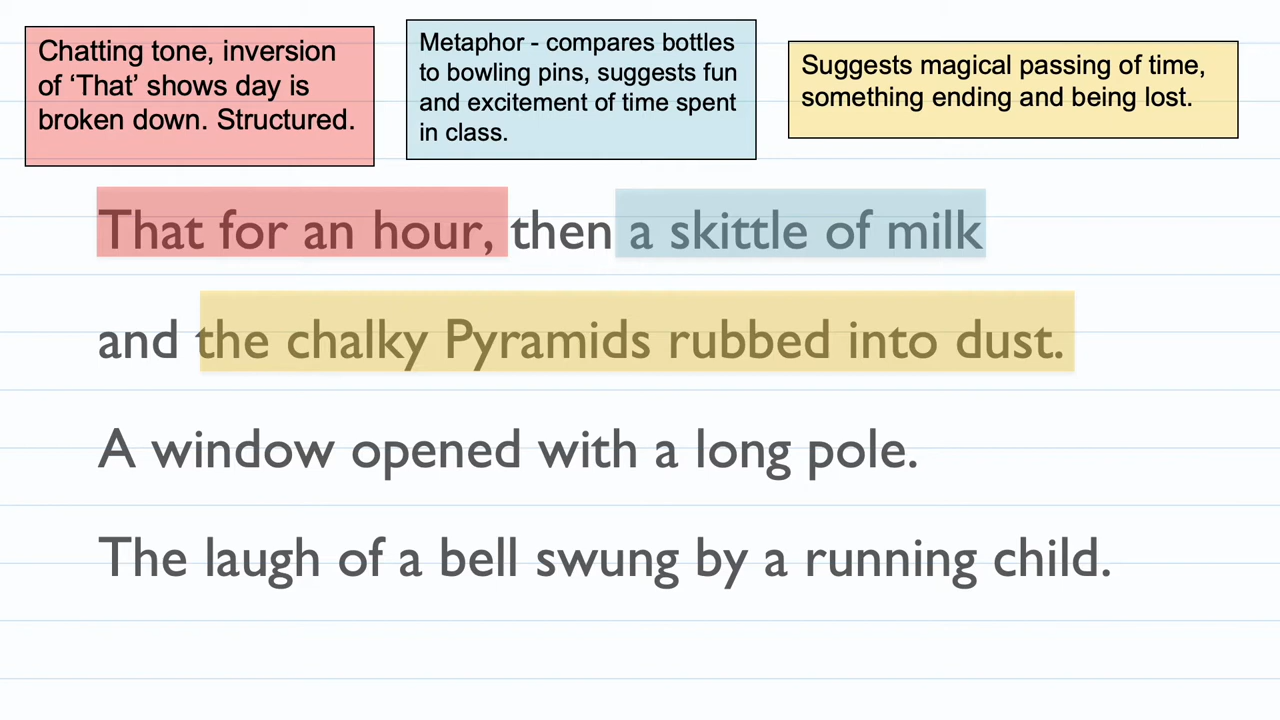 Chatting tone, inversion
of ‘That’ shows day is
broken down. Structured.
Metaphor - compares bottles
to bowling pins, suggests fun
and excitement of time spent
in class.
Suggests magical passing of time,
something ending and being lost.
That for an hour, then a skittle of milk
and the chalky Pyramids rubbed into dust.
A window opened with a long pole.
The laugh of a bell swung by a running child.